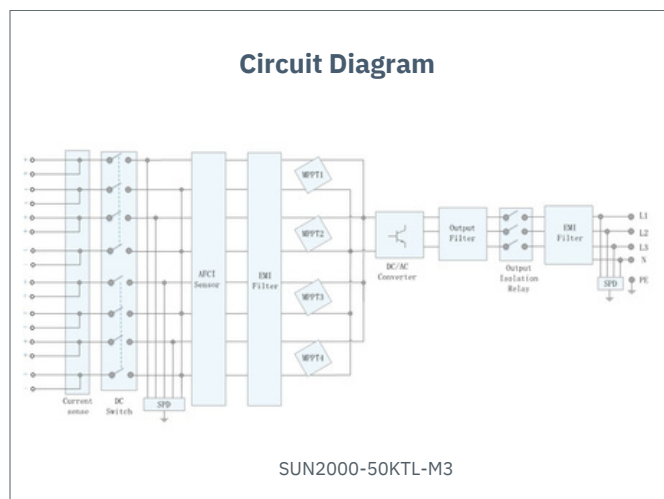 Circuit Diagram
+
+
-
-
+
+
-
-
+
+
-
-
+
+
-
-
Current
sense
DC
Switch
SPD
AFCI
Sensor
EMI
Filter
MPPT1
MPPT2
MPPT3
MPPT4
DC/AC
Converter
Output
Filter
Output
Isolation
Relay
EMI
Filter
L1
L2
L3
N
SPD
PE
SUN2000-50KTL-M3